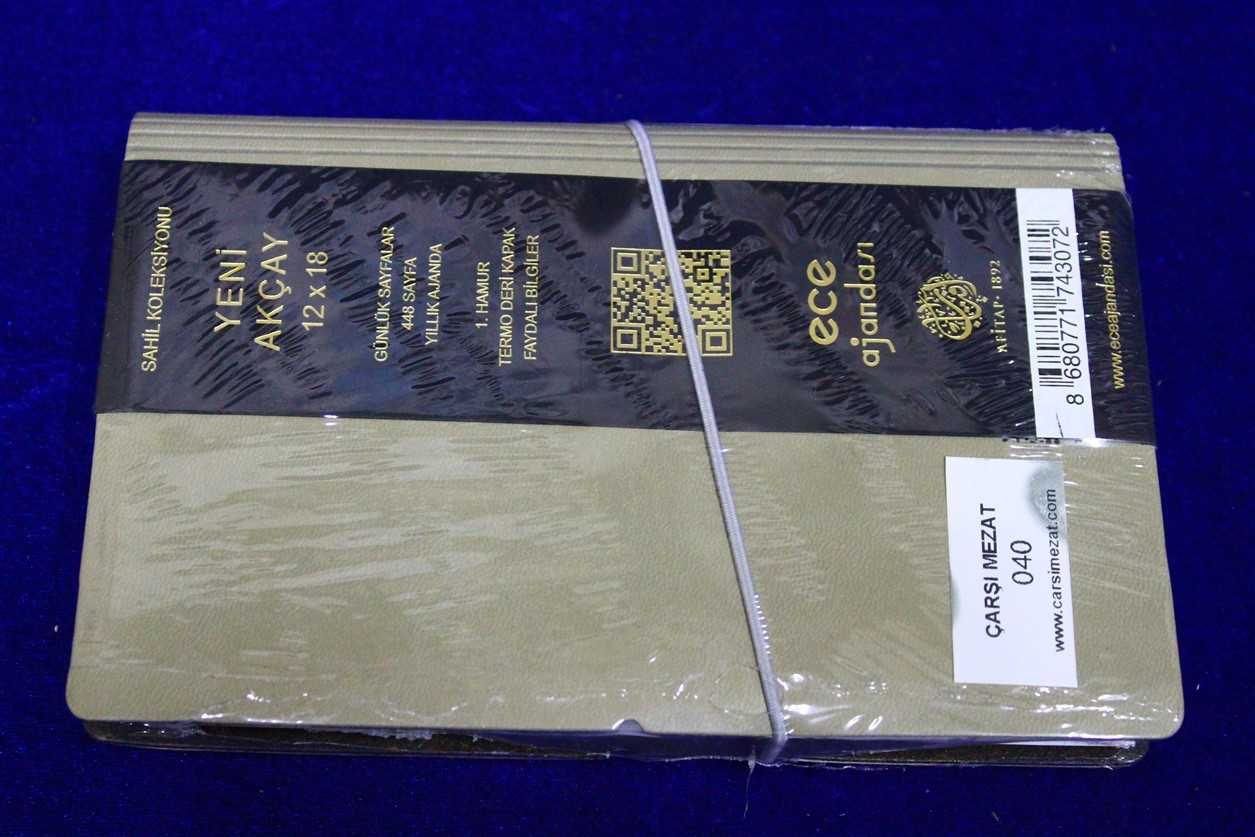 SAHİL KOLEKSİYONU
YENİ
AKÇAY
12 x 18
GÜNLÜK SAYFALAR
448 SAYFA
YILLIK AJANDA
1. HAMUR
TERMO DERİ KAPAK
FAYDALI BİLGİLER
ece
ajandası
AFİTAP · 1892
8 680771 743072
www.eceajandasi.com
ÇARŞI MEZAT
040
www.carsimezat.com